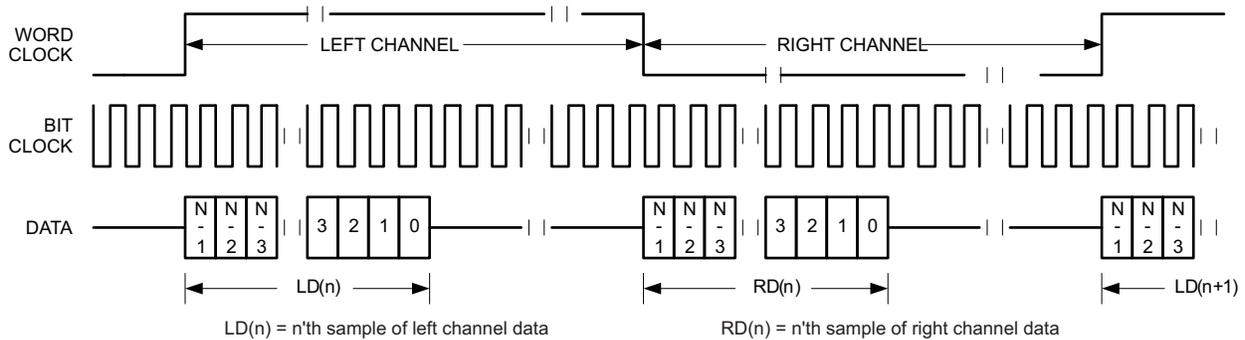 WORD
CLOCK
LEFT CHANNEL
RIGHT CHANNEL
BIT
CLOCK
DATA
N - 1 N - 2 N - 3 3 2 1 0 N - 1 N - 2 N - 3 3 2 1 0 N - 1 N - 2 N - 3
LD(n) RD(n) LD(n+1)
LD(n) = n'th sample of left channel data RD(n) = n'th sample of right channel data